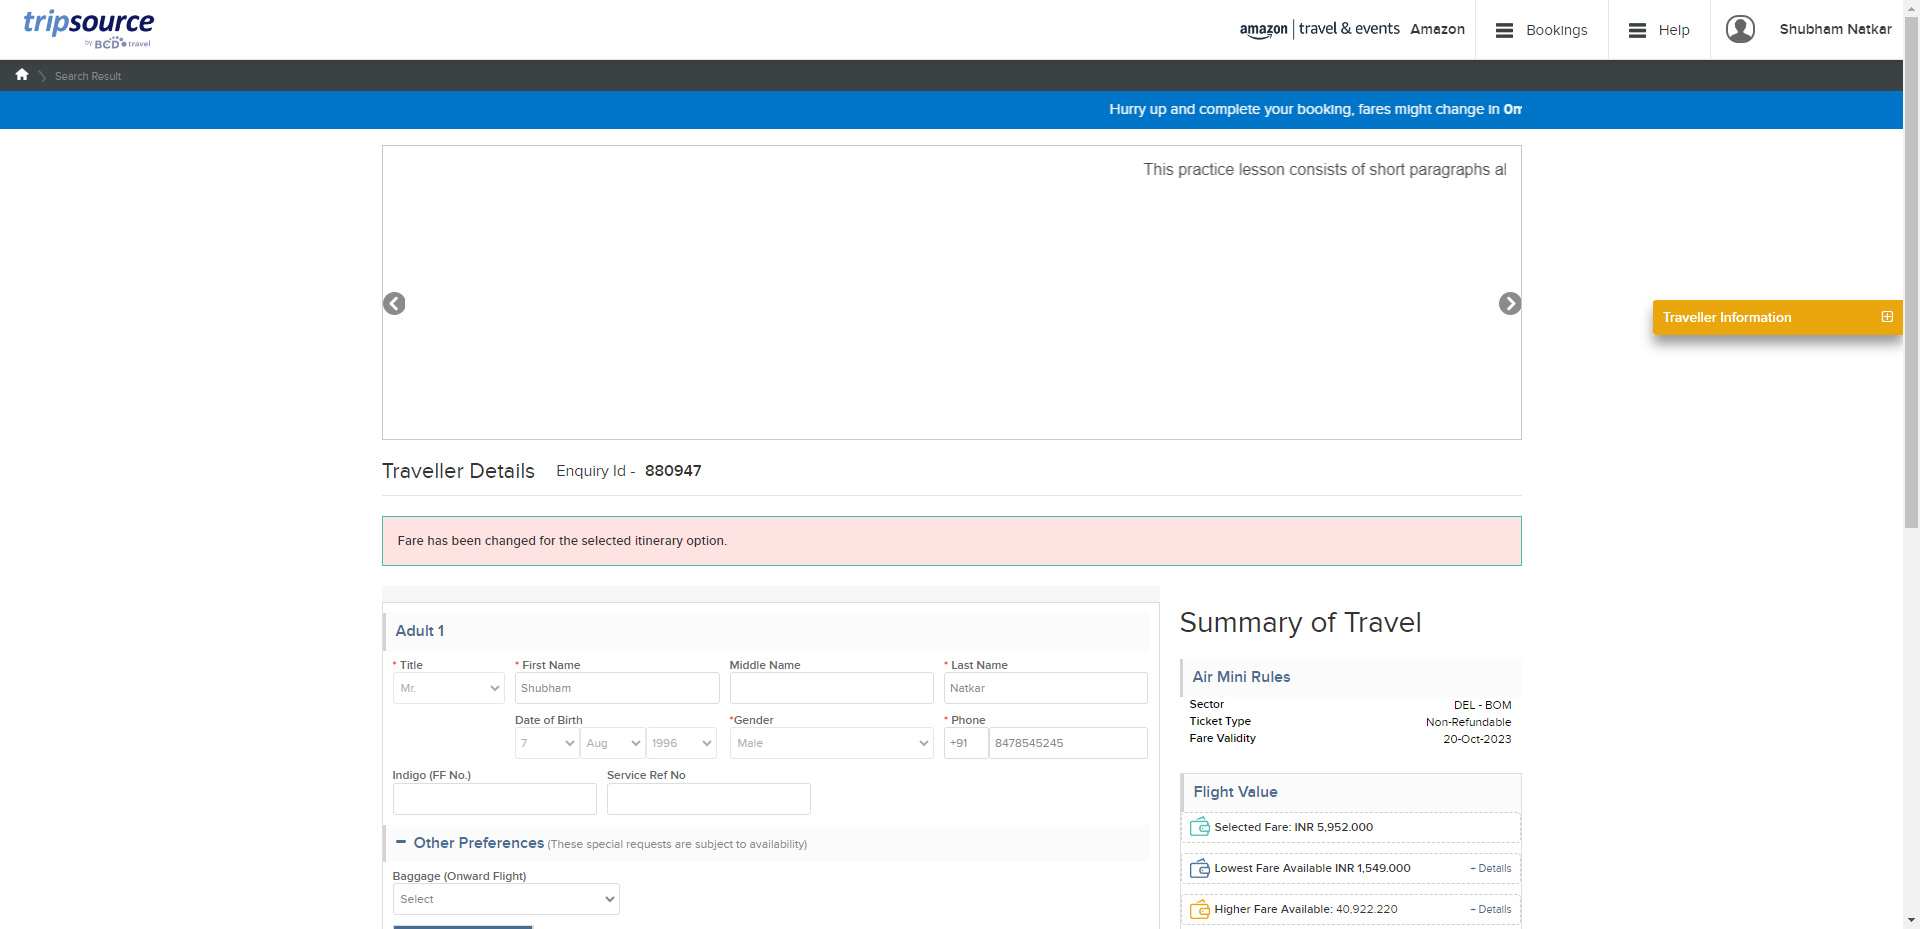 tripsource
by BCD travel
amazon | travel & events Amazon
Bookings
Help
Shubham Natkar
Search Result
Hurry up and complete your booking, fares might change in 0m
This practice lesson consists of short paragraphs al
Traveller Information
Traveller Details Enquiry Id - 880947
Fare has been changed for the selected itinerary option.
Adult 1
* Title * First Name Middle Name * Last Name
Mr. Shubham Natkar
Date of Birth *Gender * Phone
7 Aug 1996 Male +91 8478545245
Indigo (FF No.) Service Ref No
− Other Preferences (These special requests are subject to availability)
Baggage (Onward Flight)
Select
Summary of Travel
Air Mini Rules
Sector DEL - BOM
Ticket Type Non-Refundable
Fare Validity 20-Oct-2023
Flight Value
Selected Fare: INR 5,952.000
Lowest Fare Available INR 1,549.000 + Details
Higher Fare Available: 40,922.220 + Details